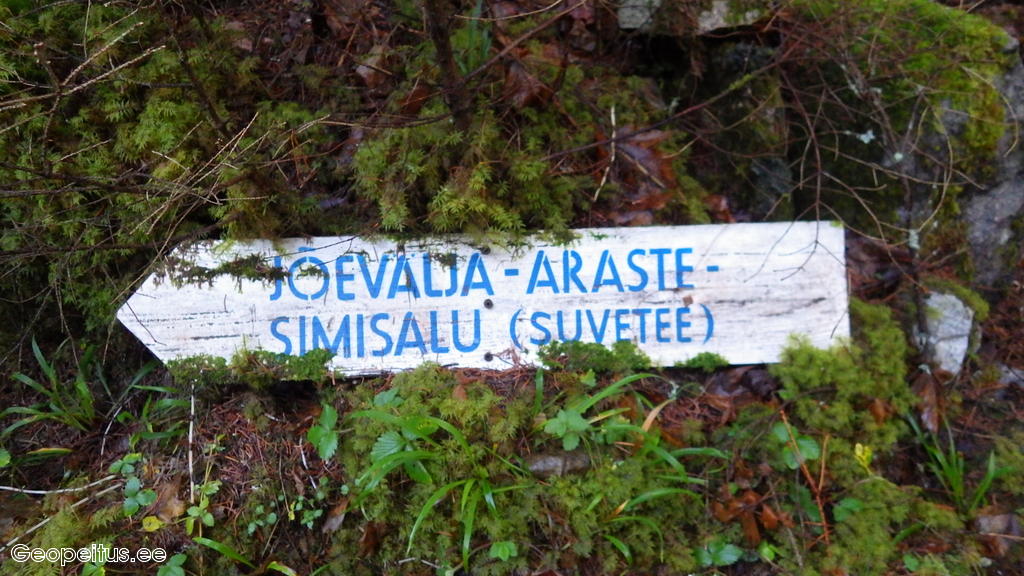 JÕEVÄLJA - ARASTE -
SIMISALU (SUVETEE)
Geopeitus.ee